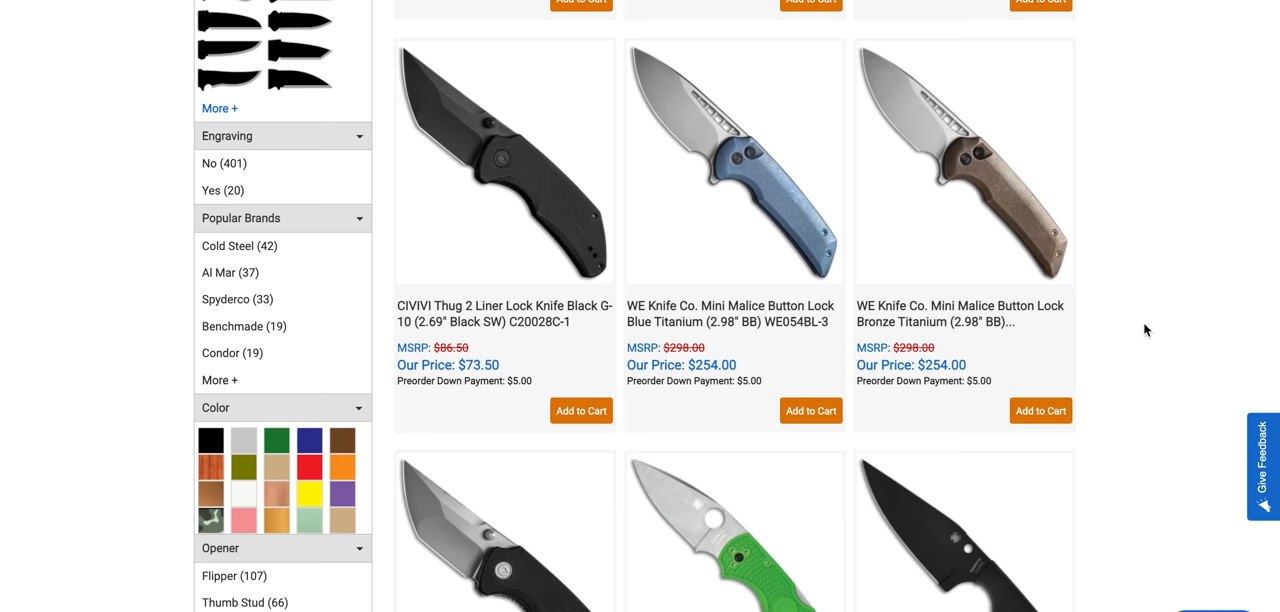 Add to Cart
Add to Cart
Add to Cart
More +
Engraving
No (401)
Yes (20)
Popular Brands
Cold Steel (42)
Al Mar (37)
Spyderco (33)
Benchmade (19)
Condor (19)
More +
Color
Opener
Flipper (107)
Thumb Stud (66)
CIVIVI Thug 2 Liner Lock Knife Black G-
10 (2.69" Black SW) C20028C-1
MSRP: $86.50
Our Price: $73.50
Preorder Down Payment: $5.00
Add to Cart
WE Knife Co. Mini Malice Button Lock
Blue Titanium (2.98" BB) WE054BL-3
MSRP: $298.00
Our Price: $254.00
Preorder Down Payment: $5.00
Add to Cart
WE Knife Co. Mini Malice Button Lock
Bronze Titanium (2.98" BB)...
MSRP: $298.00
Our Price: $254.00
Preorder Down Payment: $5.00
Add to Cart
Give Feedback